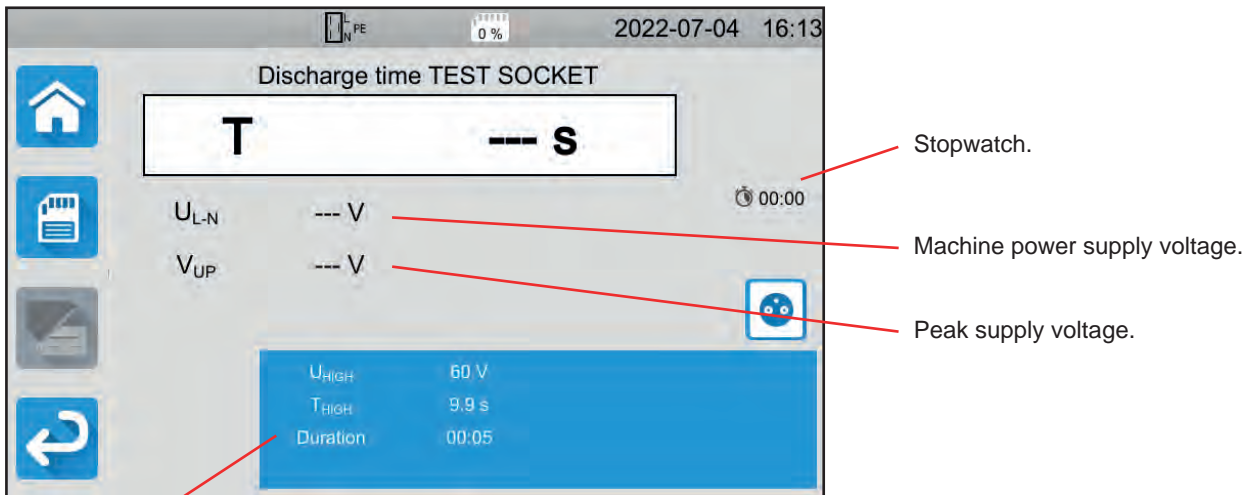 L N PE 0 % 2022-07-04 16:13
Discharge time TEST SOCKET
T --- s
Stopwatch.
00:00
UL-N --- V
Machine power supply voltage.
VUP --- V
Peak supply voltage.
UHIGH 60 V
THIGH 9.9 s
Duration 00:05